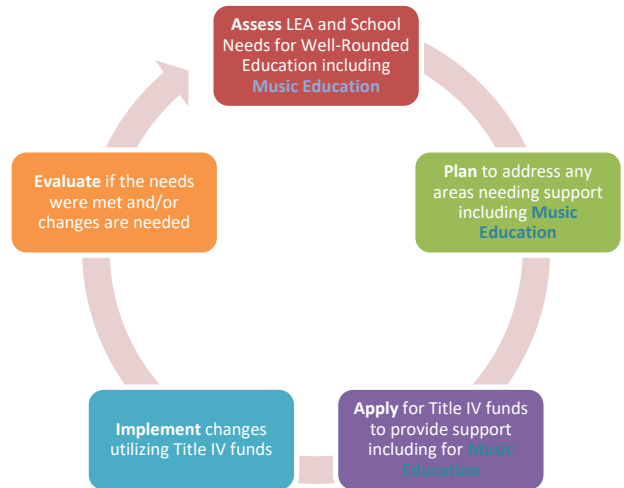 Assess LEA and School
Needs for Well-Rounded
Education including
Music Education
Plan to address any
areas needing support
including Music
Education
Apply for Title IV funds
to provide support
including for Music
Education
Implement changes
utilizing Title IV funds
Evaluate if the needs
were met and/or
changes are needed